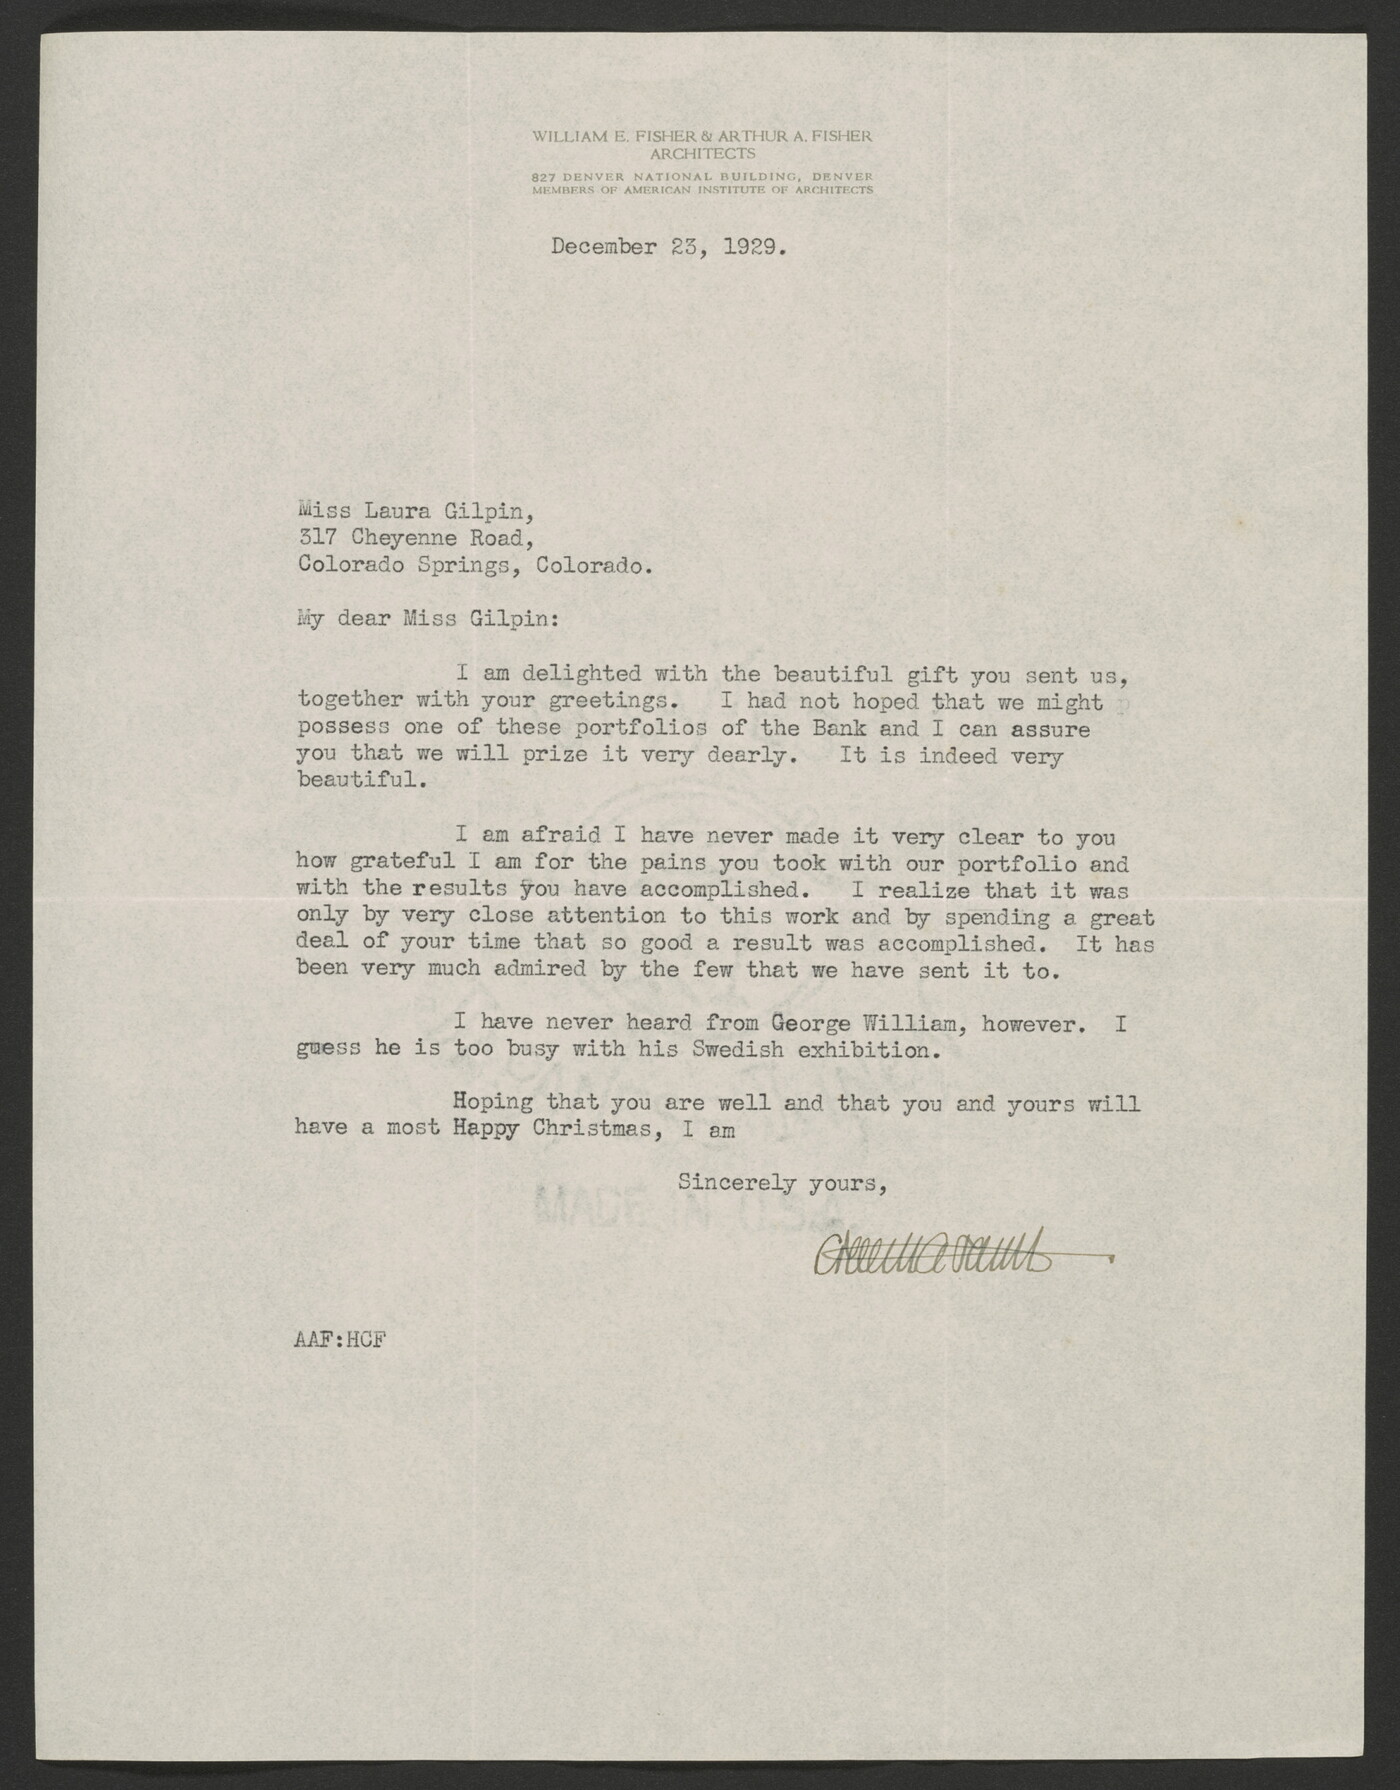 WILLIAM E. FISHER & ARTHUR A. FISHER
ARCHITECTS
827 DENVER NATIONAL BUILDING, DENVER
MEMBERS OF AMERICAN INSTITUTE OF ARCHITECTS
December 23, 1929.
Miss Laura Gilpin,
317 Cheyenne Road,
Colorado Springs, Colorado.
My dear Miss Gilpin:
I am delighted with the beautiful gift you sent us,
together with your greetings. I had not hoped that we might
possess one of these portfolios of the Bank and I can assure
you that we will prize it very dearly. It is indeed very
beautiful.
I am afraid I have never made it very clear to you
how grateful I am for the pains you took with our portfolio and
with the results you have accomplished. I realize that it was
only by very close attention to this work and by spending a great
deal of your time that so good a result was accomplished. It has
been very much admired by the few that we have sent it to.
I have never heard from George William, however. I
guess he is too busy with his Swedish exhibition.
Hoping that you are well and that you and yours will
have a most Happy Christmas, I am
Sincerely yours,
MADE IN U.S.A.
AAF:HCF